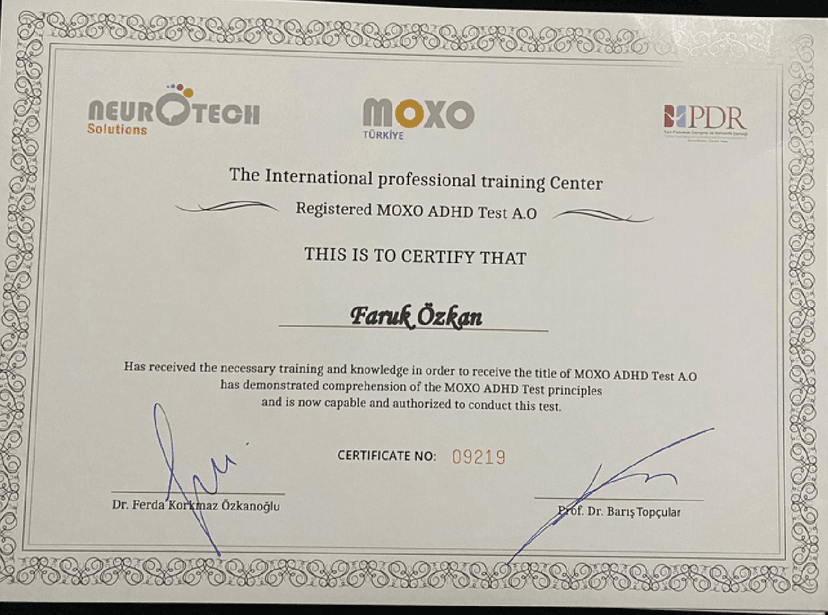 NEUROTECH
Solutions
MOXO
TÜRKİYE
PDR
The International professional training Center
Registered MOXO ADHD Test A.O
THIS IS TO CERTIFY THAT
Faruk Özkan
Has received the necessary training and knowledge in order to receive the title of MOXO ADHD Test A.O
has demonstrated comprehension of the MOXO ADHD Test principles
and is now capable and authorized to conduct this test.
CERTIFICATE NO: 09219
Dr. Ferda Korkmaz Özkanoğlu
Prof. Dr. Barış Topçular